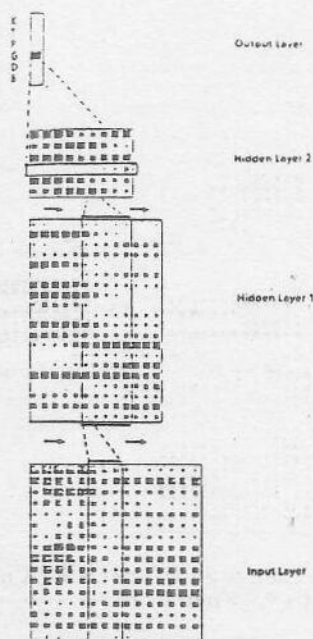 Output Layer
G
D
B
Hidden Layer 2
Hidden Layer 1
Input Layer